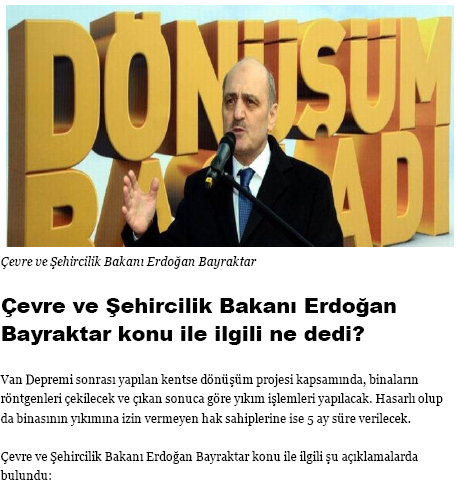 DÖNÜŞÜM
BAŞLADI
Çevre ve Şehircilik Bakanı Erdoğan Bayraktar
Çevre ve Şehircilik Bakanı Erdoğan
Bayraktar konu ile ilgili ne dedi?
Van Depremi sonrası yapılan kentse dönüşüm projesi kapsamında, binaların
röntgenleri çekilecek ve çıkan sonuca göre yıkım işlemleri yapılacak. Hasarlı olup
da binasının yıkımına izin vermeyen hak sahiplerine ise 5 ay süre verilecek.
Çevre ve Şehircilik Bakanı Erdoğan Bayraktar konu ile ilgili şu açıklamalarda
bulundu: